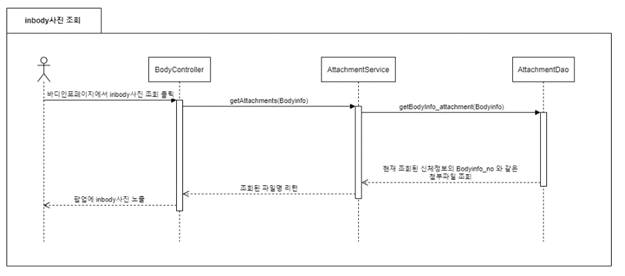 inbody사진 조회
BodyController
AttachmentService
AttachmentDao
바디인포페이지에서 inbody사진 조회 클릭
getAttachments(Bodyinfo)
getBodyInfo_attachment(Bodyinfo)
현재 조회된 신체정보의 Bodyinfo_no 와 같은
첨부파일 조회
조회된 파일명 리턴
팝업에 inbody사진 노출